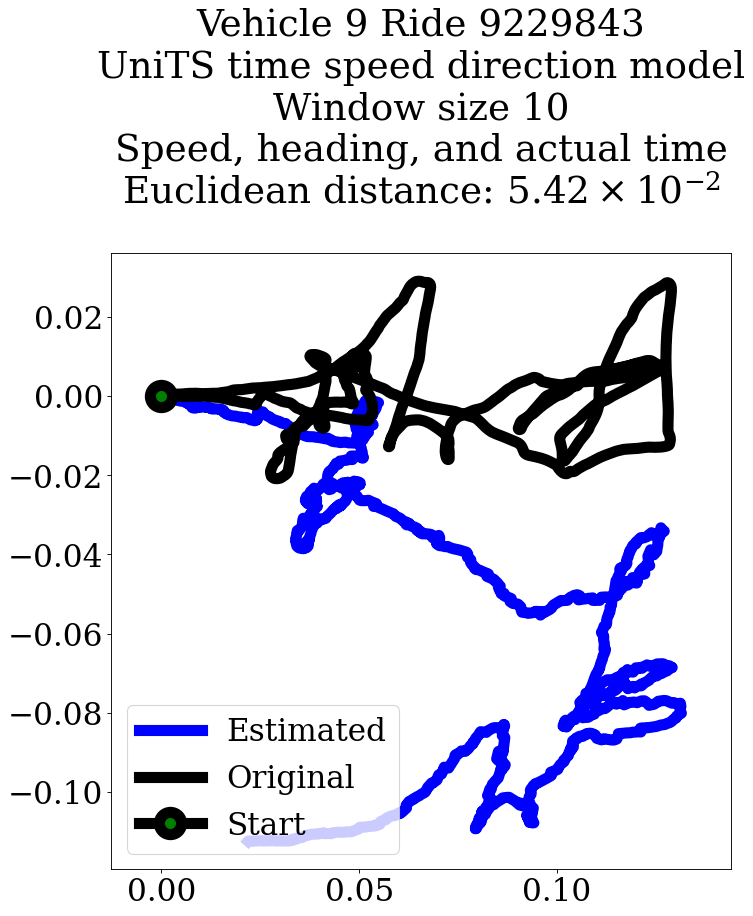 Vehicle 9 Ride 9229843
UniTS time speed direction model
Window size 10
Speed, heading, and actual time
Euclidean distance: 5.42 × 10⁻²
0.02
0.00
−0.02
−0.04
−0.06
−0.08
−0.10
Estimated
Original
Start
0.00 0.05 0.10